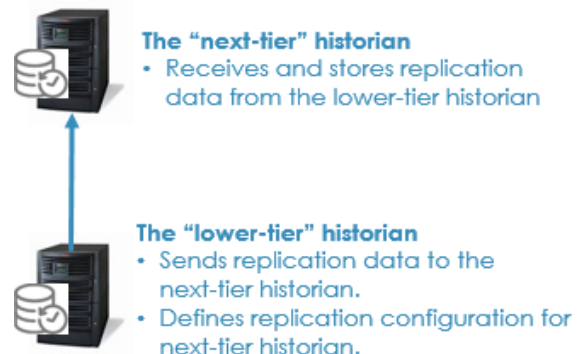 The “next-tier” historian
• Receives and stores replication
data from the lower-tier historian
The “lower-tier” historian
• Sends replication data to the
next-tier historian.
• Defines replication configuration for
next-tier historian.